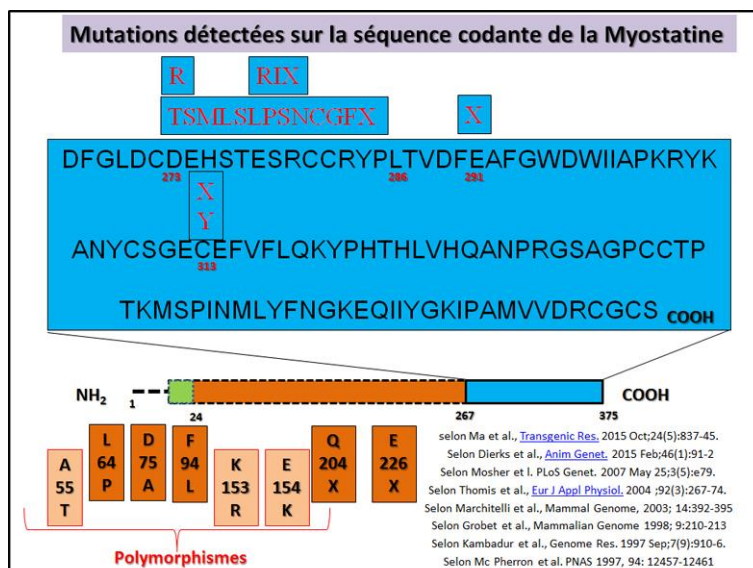 Mutations détectées sur la séquence codante de la Myostatine
R RIX
TSMLSLPSNCGFX X
DFGLDCDEHSTESRCCRYPLTVDFEAFGWDWIIAPKRYK
273 286 291
X
Y
ANYCSGECEFVFLQKYPHTHLVHQANPRGSAGPCCTP
313
TKMSPINMLYFNGKEQIIYGKIPAMVVDRCGCS COOH
NH2 1 24 267 375 COOH
A
55
T
L
64
P
D
75
A
F
94
L
K
153
R
E
154
K
Q
204
X
E
226
X
Polymorphismes
selon Ma et al., Transgenic Res. 2015 Oct;24(5):837-45.
Selon Dierks et al., Anim Genet. 2015 Feb;46(1):91-2
Selon Mosher et l. PLoS Genet. 2007 May 25;3(5):e79.
Selon Thomis et al., Eur J Appl Physiol. 2004 ;92(3):267-74.
Selon Marchitelli et al., Mammal Genome, 2003; 14:392-395
Selon Grobet et al., Mammalian Genome 1998; 9:210-213
Selon Kambadur et al., Genome Res. 1997 Sep;7(9):910-6.
Selon Mc Pherron et al. PNAS 1997, 94: 12457-12461